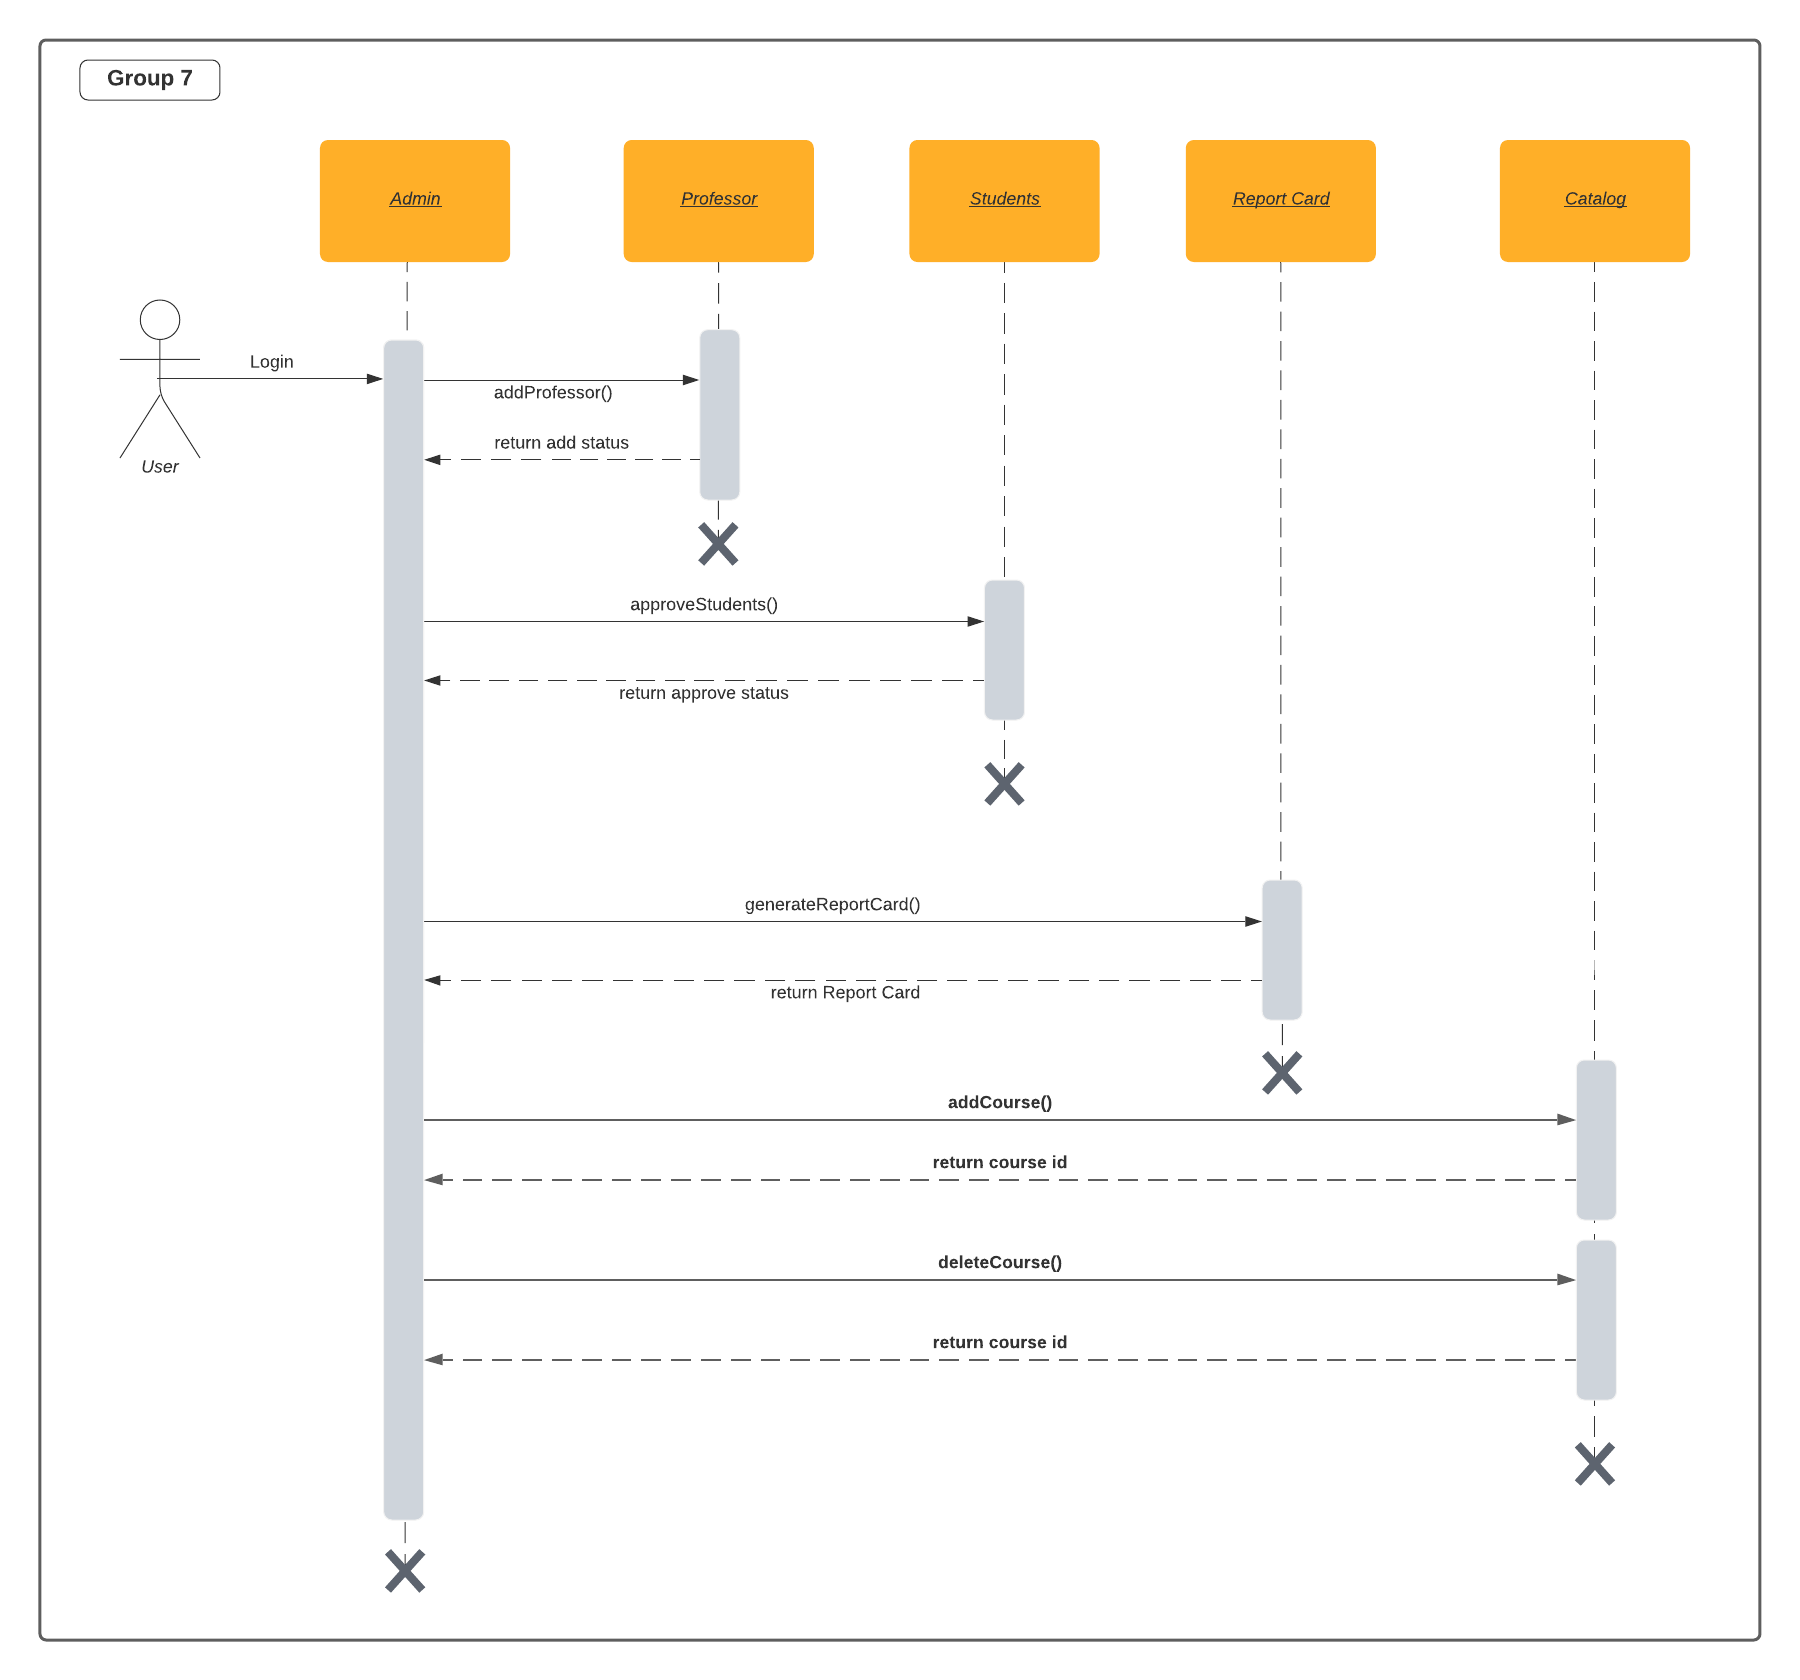 Group 7
Admin
Professor
Students
Report Card
Catalog
Login
addProfessor()
return add status
User
approveStudents()
return approve status
generateReportCard()
return Report Card
addCourse()
return course id
deleteCourse()
return course id